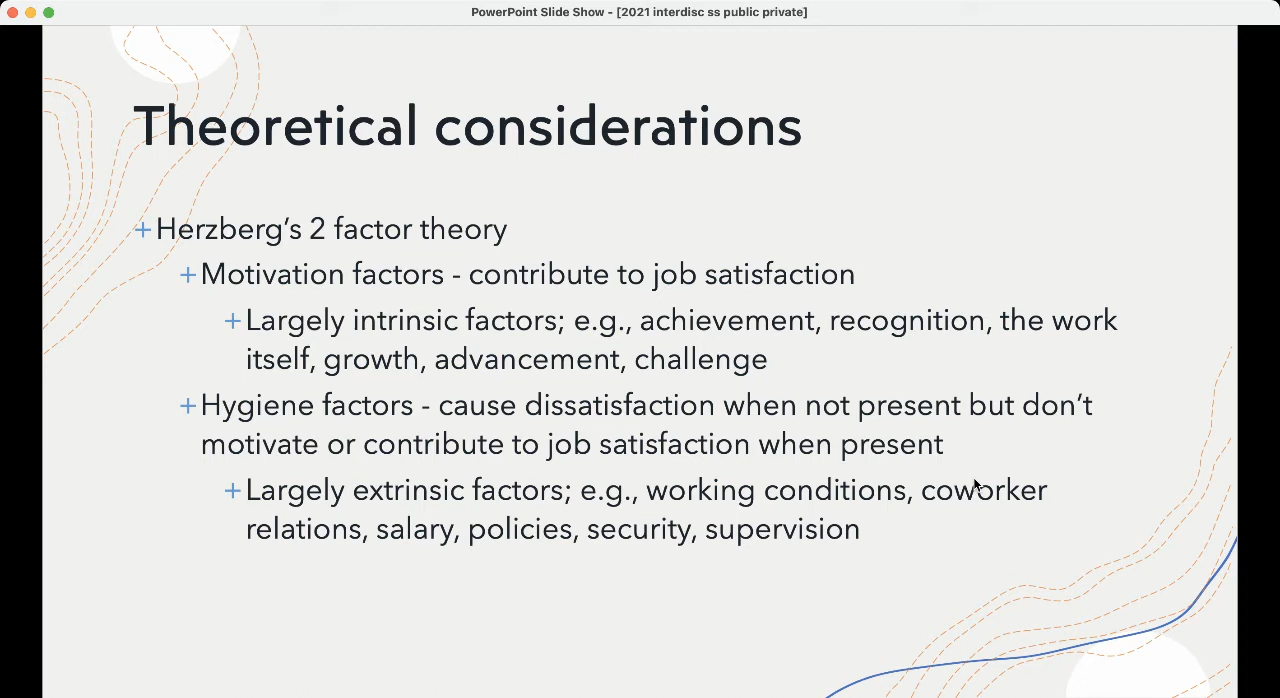 PowerPoint Slide Show - [2021 interdisc ss public private]
Theoretical considerations
+Herzberg’s 2 factor theory
+Motivation factors - contribute to job satisfaction
+Largely intrinsic factors; e.g., achievement, recognition, the work
itself, growth, advancement, challenge
+Hygiene factors - cause dissatisfaction when not present but don’t
motivate or contribute to job satisfaction when present
+Largely extrinsic factors; e.g., working conditions, coworker
relations, salary, policies, security, supervision